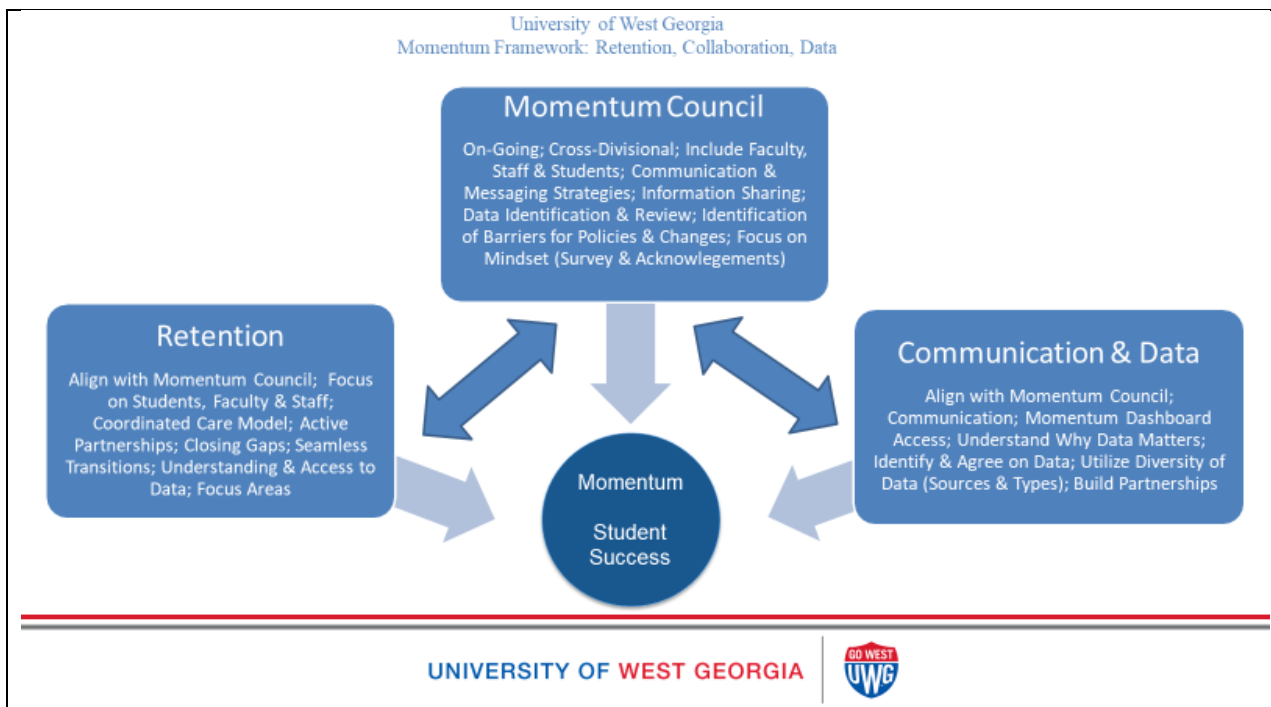 University of West Georgia
Momentum Framework: Retention, Collaboration, Data
Momentum Council
On-Going; Cross-Divisional; Include Faculty,
Staff & Students; Communication &
Messaging Strategies; Information Sharing;
Data Identification & Review; Identification
of Barriers for Policies & Changes; Focus on
Mindset (Survey & Acknowlegements)
Retention
Align with Momentum Council; Focus
on Students, Faculty & Staff;
Coordinated Care Model; Active
Partnerships; Closing Gaps; Seamless
Transitions; Understanding & Access to
Data; Focus Areas
Communication & Data
Align with Momentum Council;
Communication; Momentum Dashboard
Access; Understand Why Data Matters;
Identify & Agree on Data; Utilize Diversity of
Data (Sources & Types); Build Partnerships
Momentum
Student
Success
UNIVERSITY OF WEST GEORGIA
GO WEST
UWG